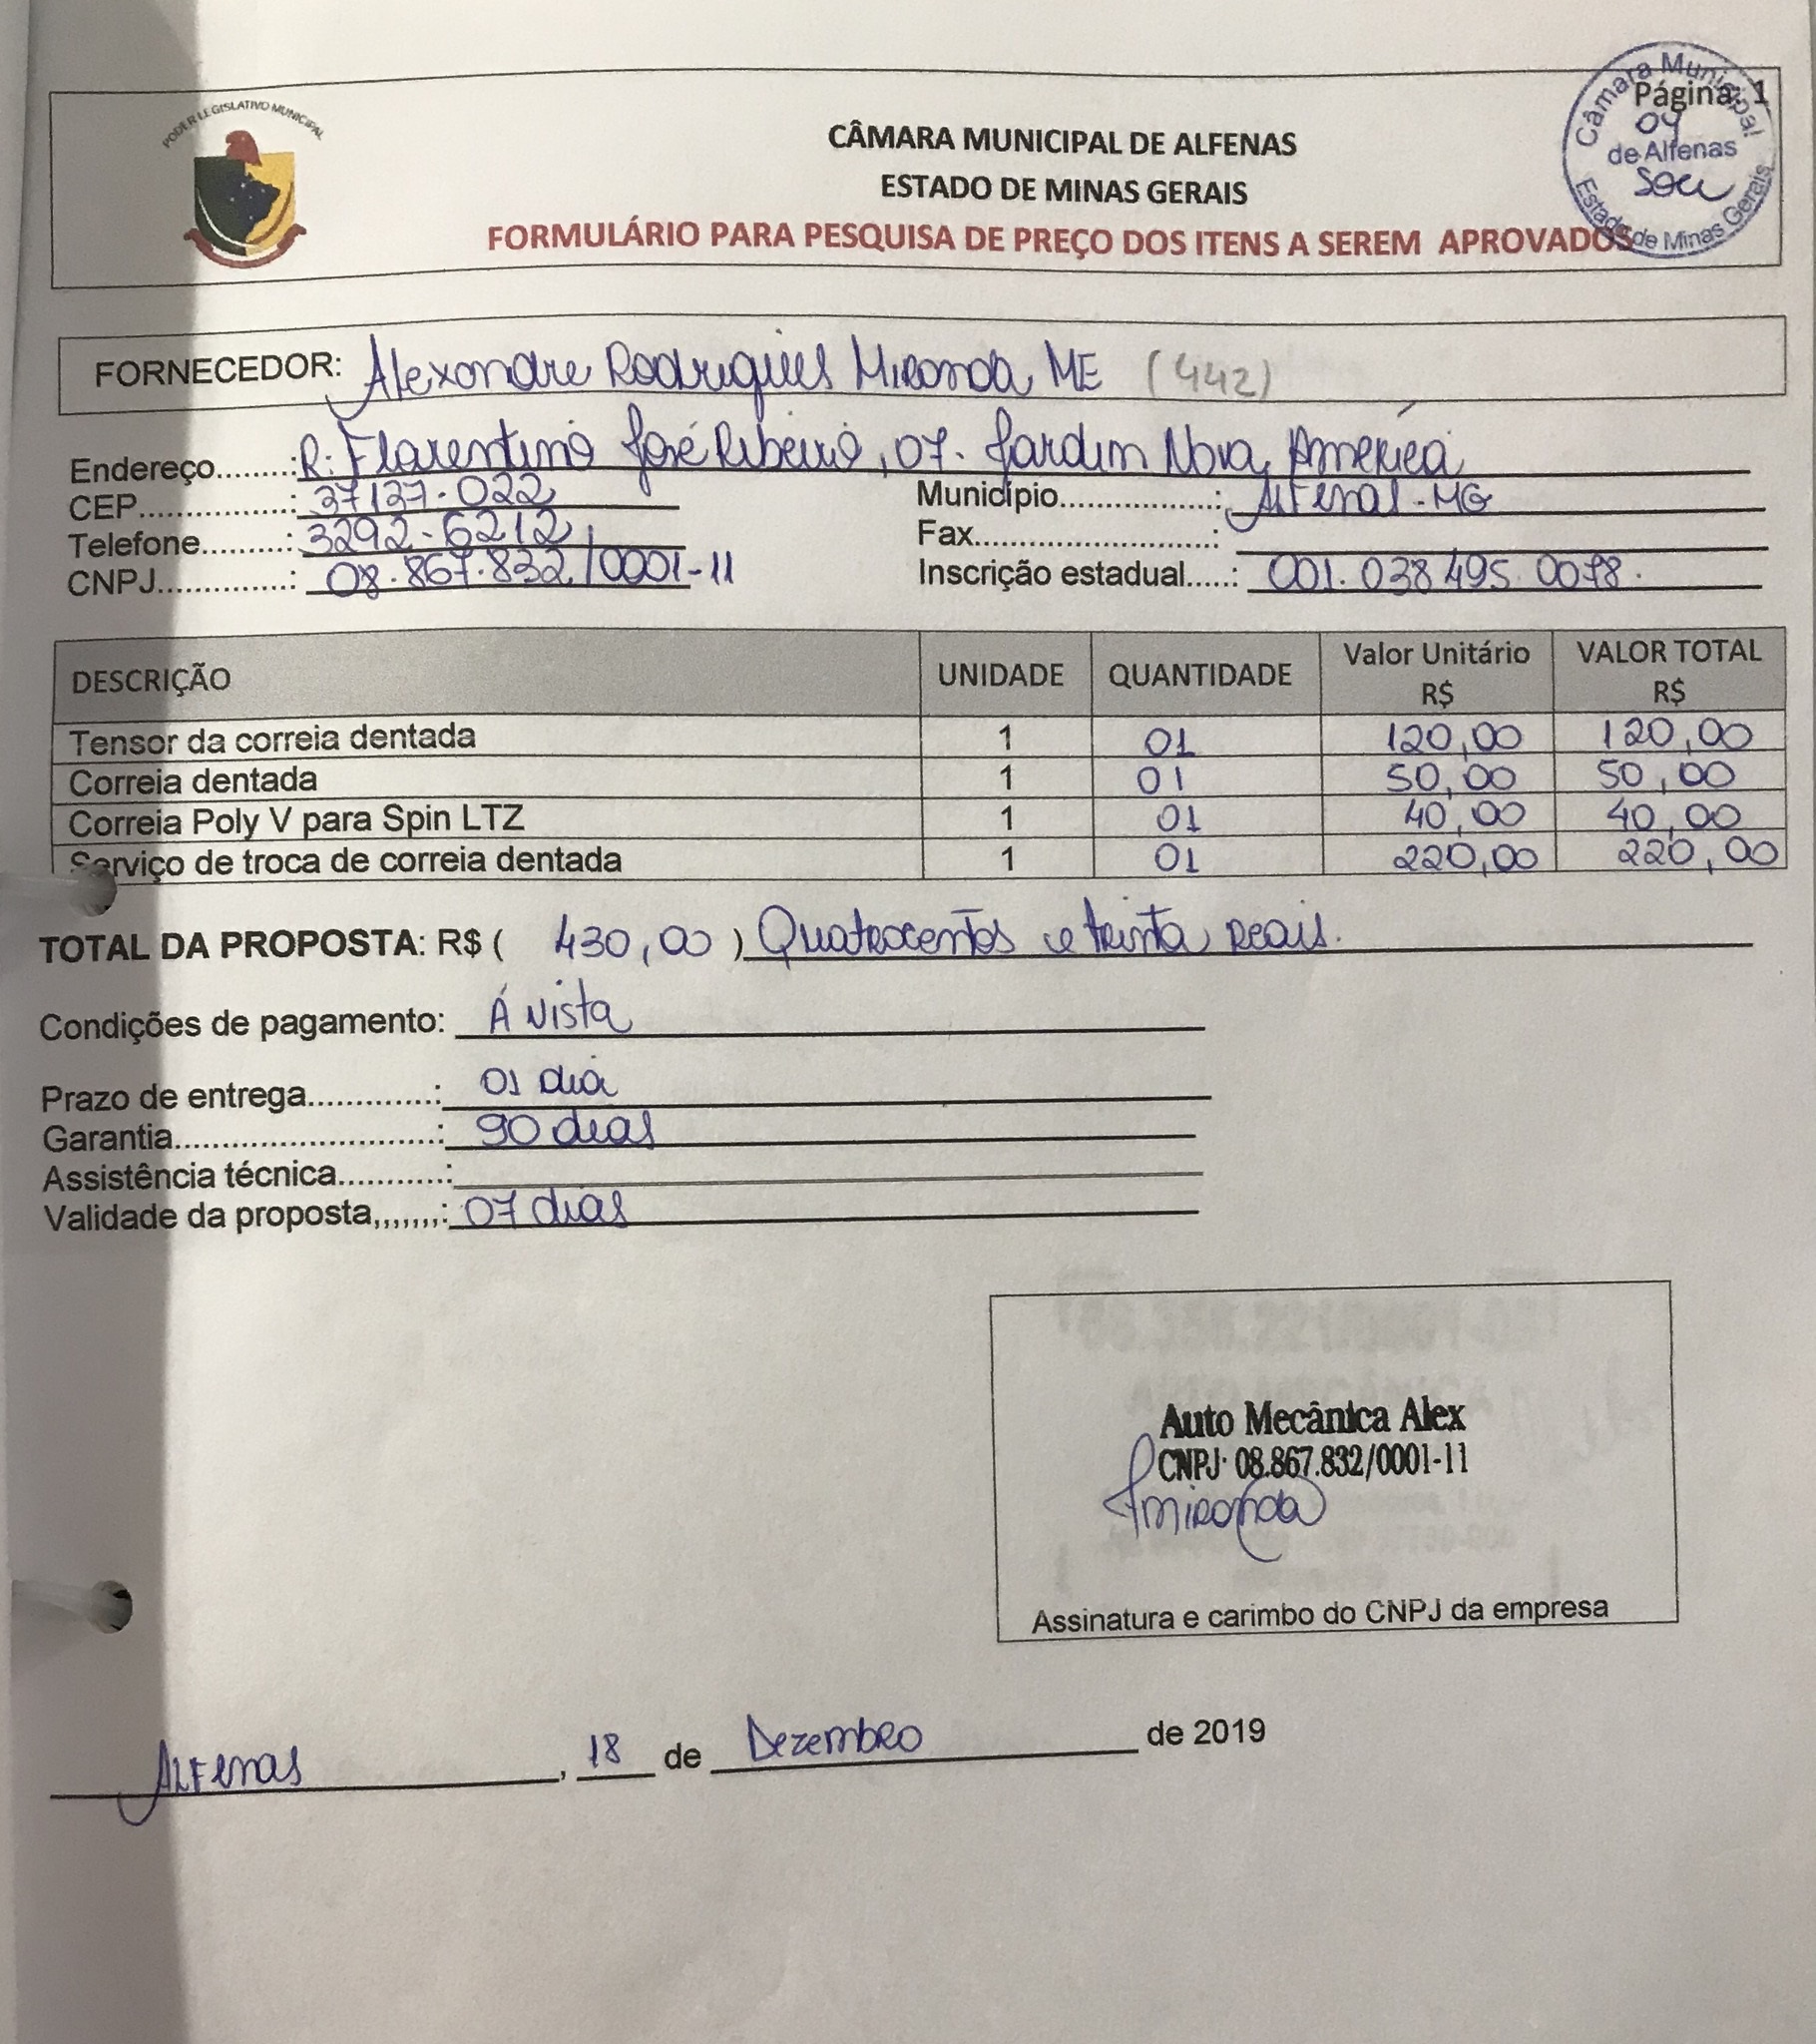 PODER LEGISLATIVO MUNICIPAL
Câmara Municipal
Página: 1
04
de Alfenas
Estado de Minas Gerais
CÂMARA MUNICIPAL DE ALFENAS
ESTADO DE MINAS GERAIS
FORMULÁRIO PARA PESQUISA DE PREÇO DOS ITENS A SEREM APROVADOS
FORNECEDOR: Alexandre Rodrigues Miranda ME (442)
Endereço........: R: Florentino José Ribeiro, 07. Jardim Nova América
CEP.................: 37137-022 Município...................: Alfenas-MG
Telefone.........: 3292-6212 Fax.............................:
CNPJ...............: 08.867.832/0001-11 Inscrição estadual.....: 001.038495.0078.
DESCRIÇÃO UNIDADE QUANTIDADE Valor Unitário R$ VALOR TOTAL R$
Tensor da correia dentada 1 01 120,00 120,00
Correia dentada 1 01 50,00 50,00
Correia Poly V para Spin LTZ 1 01 40,00 40,00
Serviço de troca de correia dentada 1 01 220,00 220,00
TOTAL DA PROPOSTA: R$ ( 430,00 ) Quatrocentos e trinta reais.
Condições de pagamento: Á vista
Prazo de entrega..............: 01 dia
Garantia.............................: 90 dias
Assistência técnica............:
Validade da proposta,,,,,,,: 07 dias
Auto Mecânica Alex
CNPJ: 08.867.832/0001-11
Amiranda
Assinatura e carimbo do CNPJ da empresa
Alfenas, 18 de Dezembro de 2019